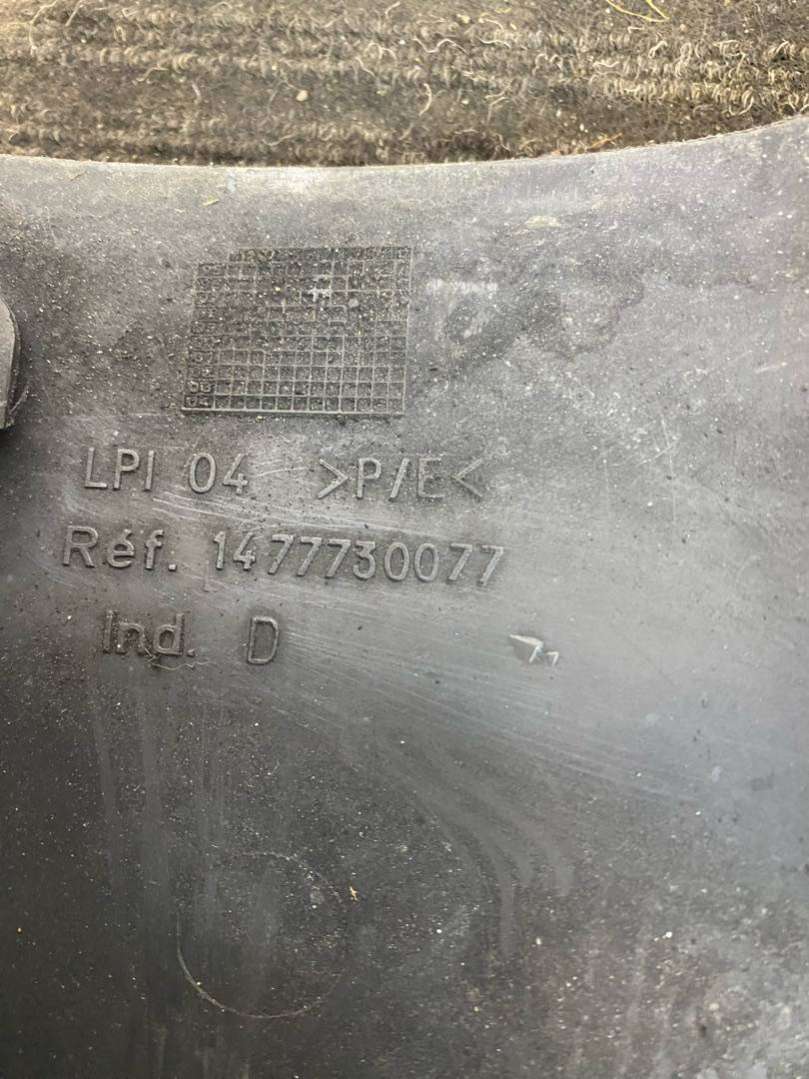 LPI 04 >P/E<
Réf. 1477730077
Ind. D